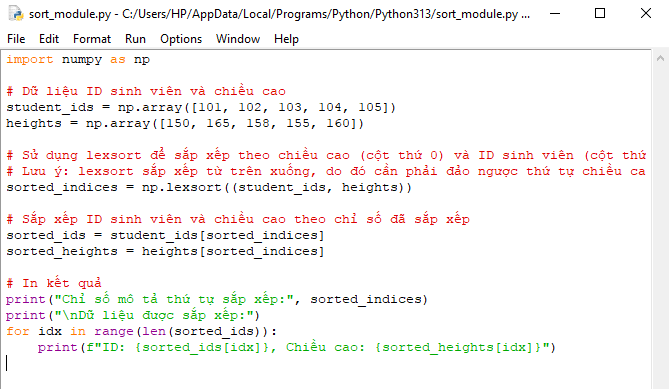 sort_module.py - C:/Users/HP/AppData/Local/Programs/Python/Python313/sort_module.py ...
File Edit Format Run Options Window Help
import numpy as np
# Dữ liệu ID sinh viên và chiều cao
student_ids = np.array([101, 102, 103, 104, 105])
heights = np.array([150, 165, 158, 155, 160])
# Sử dụng lexsort để sắp xếp theo chiều cao (cột thứ 0) và ID sinh viên (cột thứ
# Lưu ý: lexsort sắp xếp từ trên xuống, do đó cần phải đảo ngược thứ tự chiều ca
sorted_indices = np.lexsort((student_ids, heights))
# Sắp xếp ID sinh viên và chiều cao theo chỉ số đã sắp xếp
sorted_ids = student_ids[sorted_indices]
sorted_heights = heights[sorted_indices]
# In kết quả
print("Chỉ số mô tả thứ tự sắp xếp:", sorted_indices)
print("\nDữ liệu được sắp xếp:")
for idx in range(len(sorted_ids)):
    print(f"ID: {sorted_ids[idx]}, Chiều cao: {sorted_heights[idx]}")